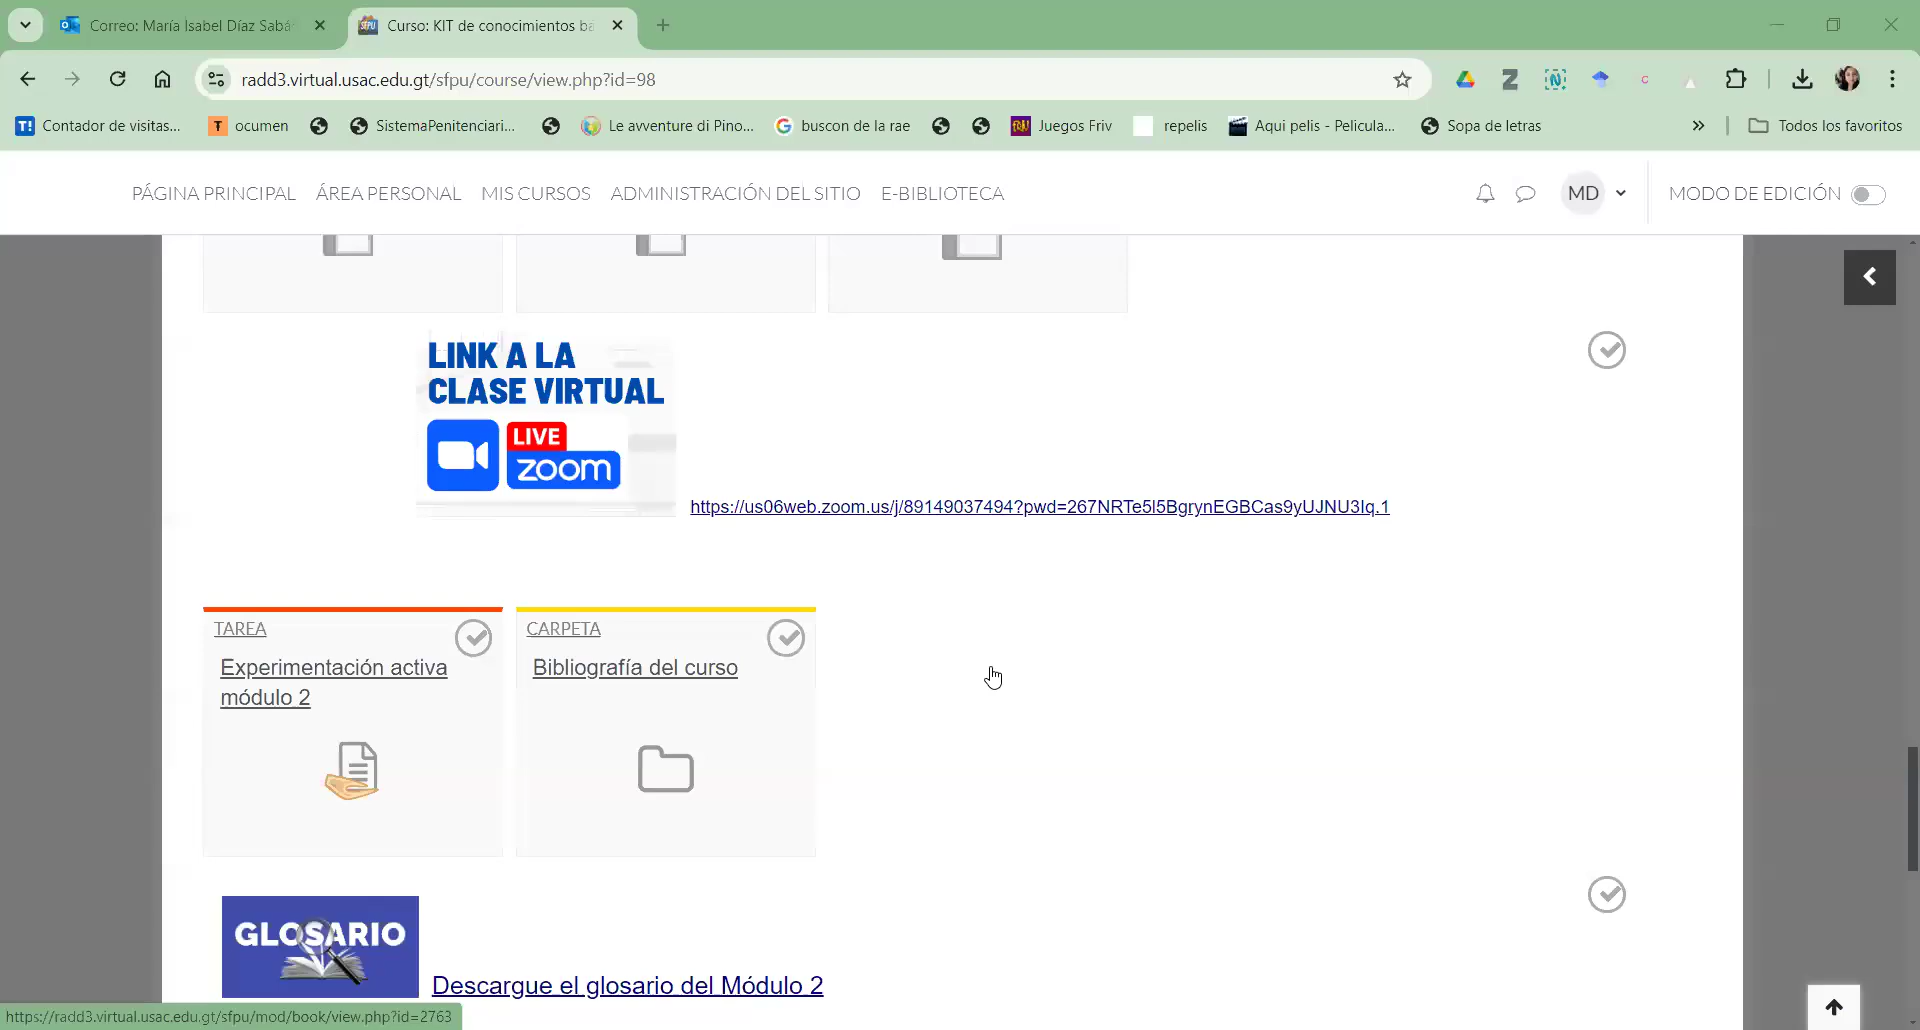 Correo: María Isabel Díaz Sabá
Curso: KIT de conocimientos ba
radd3.virtual.usac.edu.gt/sfpu/course/view.php?id=98
Contador de visitas...
ocumen
SistemaPenitenciari...
Le avventure di Pino...
buscon de la rae
Juegos Friv
repelis
Aqui pelis - Pelicula...
Sopa de letras
Todos los favoritos
PÁGINA PRINCIPAL
ÁREA PERSONAL
MIS CURSOS
ADMINISTRACIÓN DEL SITIO
E-BIBLIOTECA
MD
MODO DE EDICIÓN
LINK A LA
CLASE VIRTUAL
LIVE
zoom
https://us06web.zoom.us/j/89149037494?pwd=267NRTe5l5BgrynEGBCas9yUJNU3Iq.1
TAREA
Experimentación activa
módulo 2
CARPETA
Bibliografía del curso
GLOSARIO
Descargue el glosario del Módulo 2
https://radd3.virtual.usac.edu.gt/sfpu/mod/book/view.php?id=2763